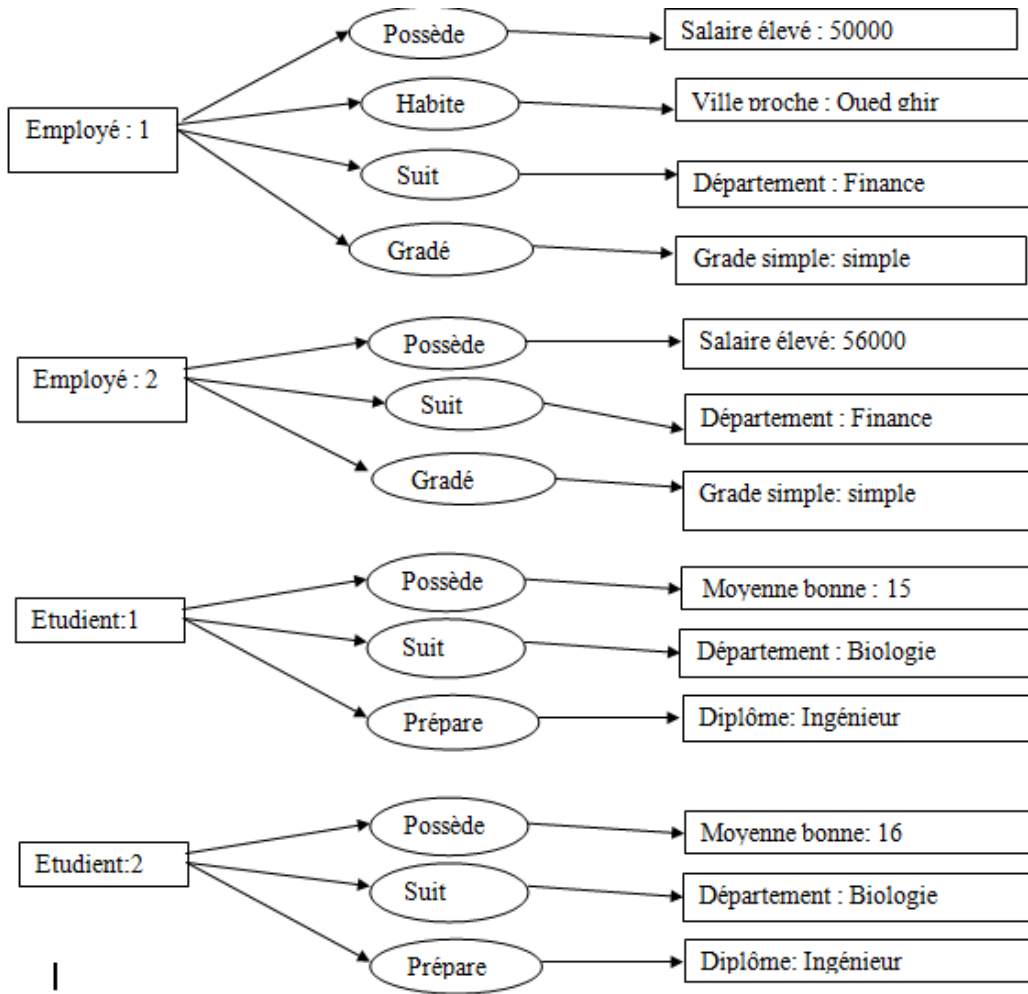 Possède
Salaire élevé : 50000
Employé : 1
Habite
Ville proche : Oued ghir
Suit
Département : Finance
Gradé
Grade simple: simple
Employé : 2
Possède
Salaire élevé: 56000
Suit
Département : Finance
Gradé
Grade simple: simple
Etudient:1
Possède
Moyenne bonne : 15
Suit
Département : Biologie
Prépare
Diplôme: Ingénieur
Etudient:2
Possède
Moyenne bonne: 16
Suit
Département : Biologie
Prépare
Diplôme: Ingénieur